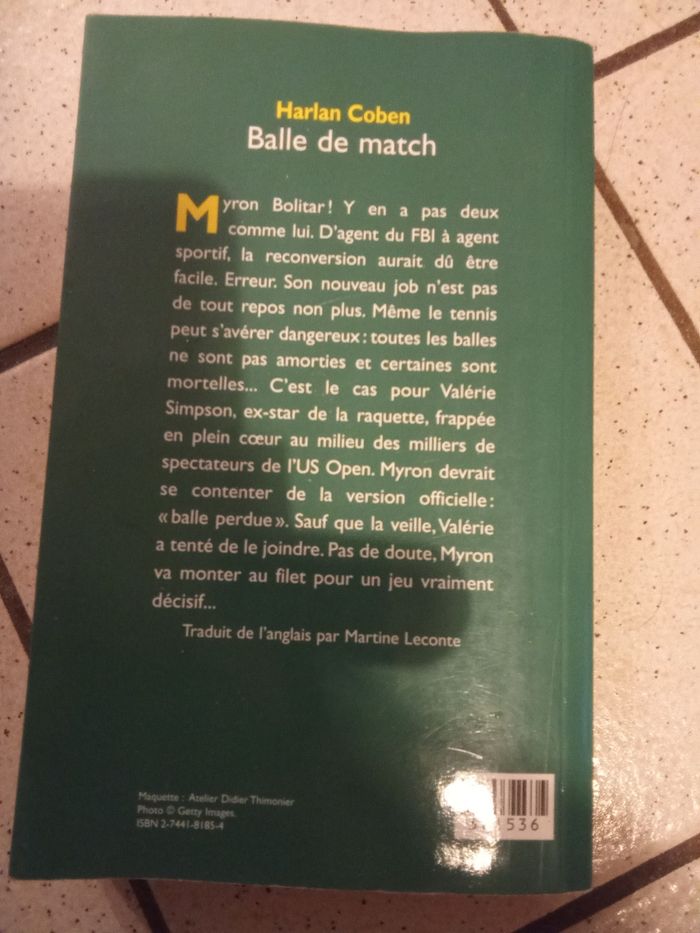 Harlan Coben
Balle de match
Myron Bolitar ! Y en a pas deux
comme lui. D'agent du FBI à agent
sportif, la reconversion aurait dû être
facile. Erreur. Son nouveau job n'est pas
de tout repos non plus. Même le tennis
peut s'avérer dangereux : toutes les balles
ne sont pas amorties et certaines sont
mortelles... C'est le cas pour Valérie
Simpson, ex-star de la raquette, frappée
en plein cœur au milieu des milliers de
spectateurs de l'US Open. Myron devrait
se contenter de la version officielle :
« balle perdue ». Sauf que la veille, Valérie
a tenté de le joindre. Pas de doute, Myron
va monter au filet pour un jeu vraiment
décisif...
Traduit de l'anglais par Martine Leconte
Maquette : Atelier Didier Thimonier
Photo © Getty Images.
ISBN 2-7441-8185-4
536